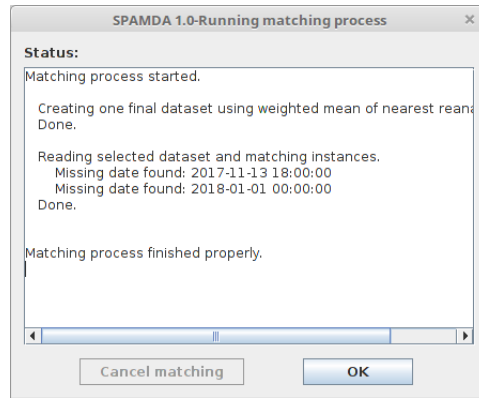 SPAMDA 1.0-Running matching process
Status:
Matching process started.
Creating one final dataset using weighted mean of nearest
Done.
Reading selected dataset and matching instances.
Missing date found: 2017-11-13 18:00:00
Missing date found: 2018-01-01 00:00:00
Done.
Matching process finished properly.
Cancel matching
OK